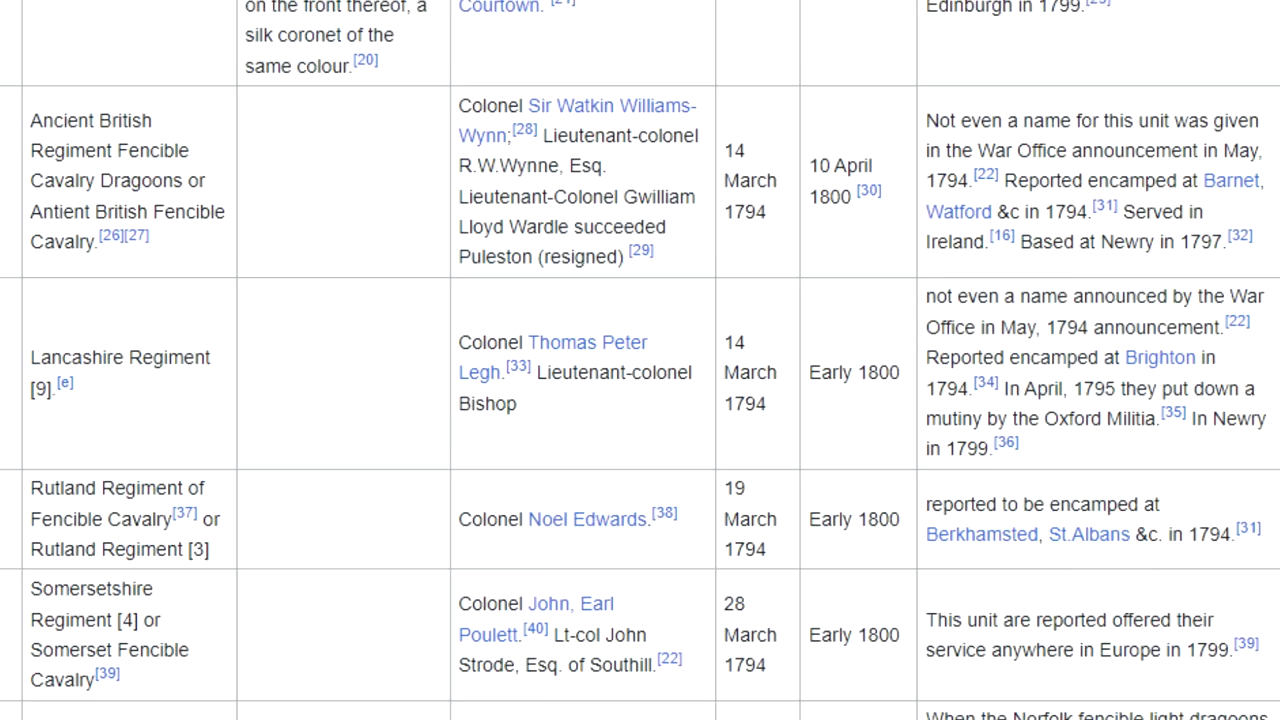 on the front thereof, a
silk coronet of the
same colour.[20]
Courtown. [21]
Edinburgh in 1799.
Ancient British
Regiment Fencible
Cavalry Dragoons or
Antient British Fencible
Cavalry.[26][27]
Colonel Sir Watkin Williams-
Wynn;[28] Lieutenant-colonel
R.W.Wynne, Esq.
Lieutenant-Colonel Gwilliam
Lloyd Wardle succeeded
Puleston (resigned) [29]
14
March
1794
10 April
1800 [30]
Not even a name for this unit was given
in the War Office announcement in May,
1794.[22] Reported encamped at Barnet,
Watford &c in 1794.[31] Served in
Ireland.[16] Based at Newry in 1797.[32]
Lancashire Regiment
[9].[e]
Colonel Thomas Peter
Legh.[33] Lieutenant-colonel
Bishop
14
March
1794
Early 1800
not even a name announced by the War
Office in May, 1794 announcement.[22]
Reported encamped at Brighton in
1794.[34] In April, 1795 they put down a
mutiny by the Oxford Militia.[35] In Newry
in 1799.[36]
Rutland Regiment of
Fencible Cavalry[37] or
Rutland Regiment [3]
Colonel Noel Edwards.[38]
19
March
1794
Early 1800
reported to be encamped at
Berkhamsted, St.Albans &c. in 1794.[31]
Somersetshire
Regiment [4] or
Somerset Fencible
Cavalry[39]
Colonel John, Earl
Poulett.[40] Lt-col John
Strode, Esq. of Southill.[22]
28
March
1794
Early 1800
This unit are reported offered their
service anywhere in Europe in 1799.[39]
When the Norfolk fencible light dragoons